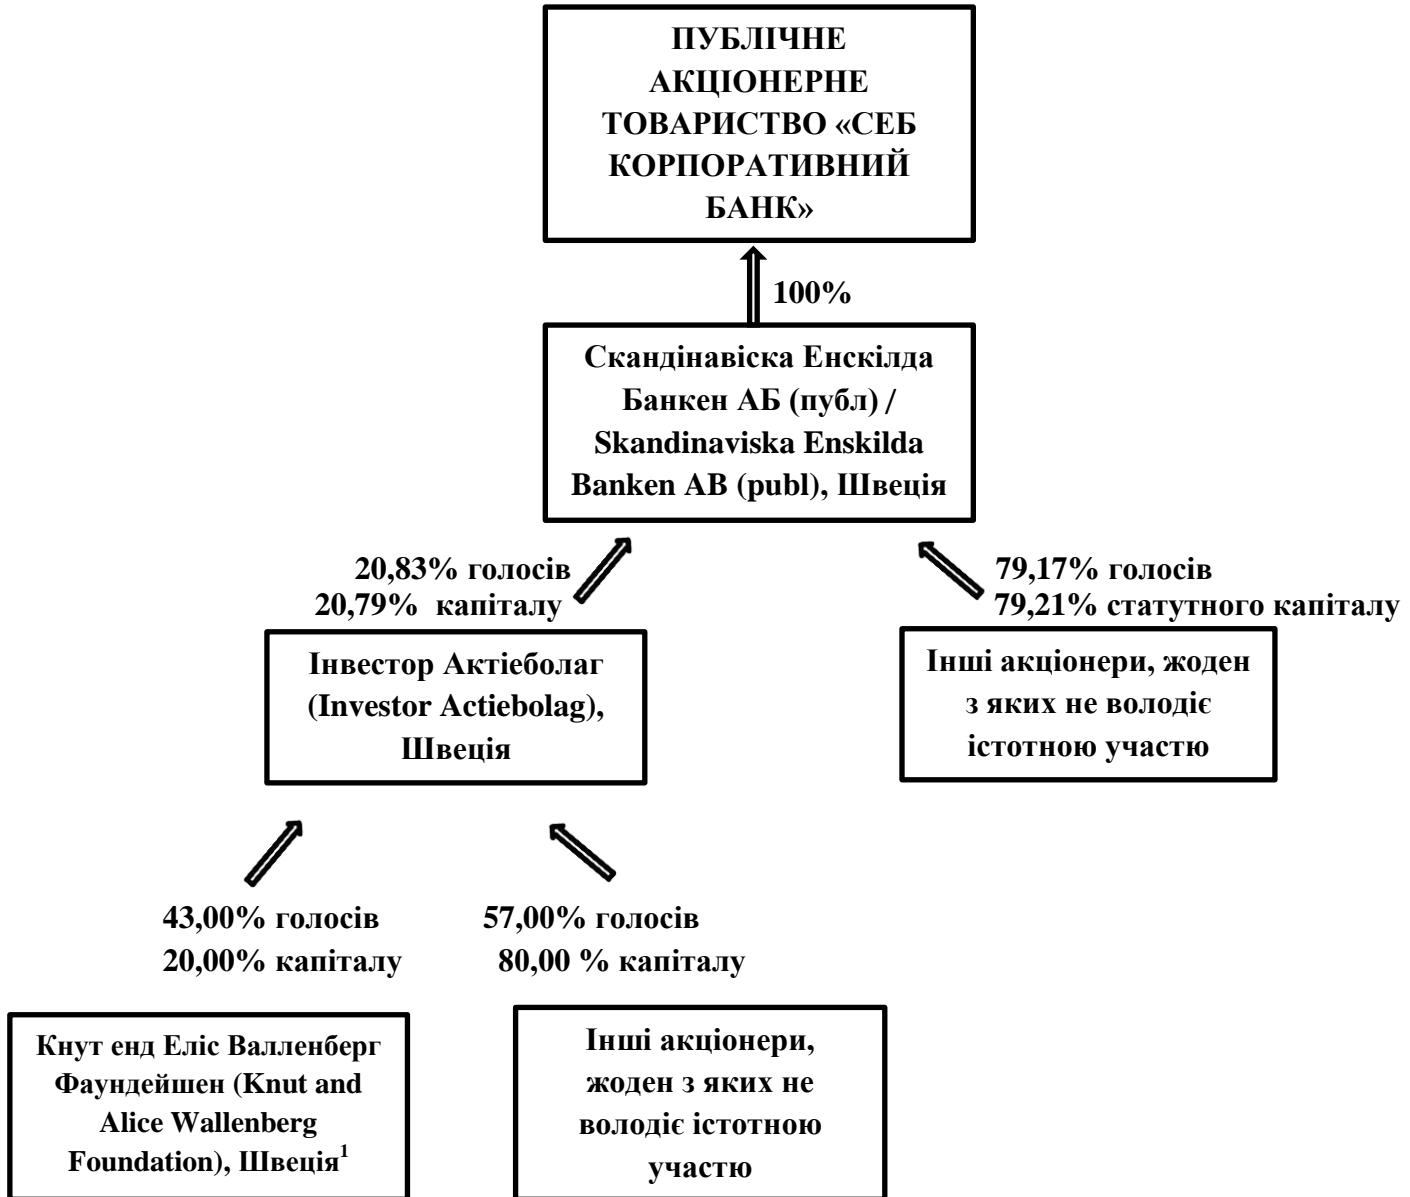 ПУБЛІЧНЕ
АКЦІОНЕРНЕ
ТОВАРИСТВО «СЕБ
КОРПОРАТИВНИЙ
БАНК»
100%
Скандінавіска Енскілда
Банкен АБ (публ) /
Skandinaviska Enskilda
Banken AB (publ), Швеція
20,83% голосів
20,79% капіталу
79,17% голосів
79,21% статутного капіталу
Інвестор Актіеболаг
(Investor Actiebolag),
Швеція
Інші акціонери, жоден
з яких не володіє
істотною участю
43,00% голосів
20,00% капіталу
57,00% голосів
80,00 % капіталу
Кнут енд Еліс Валленберг
Фаундейшен (Knut and
Alice Wallenberg
Foundation), Швеція¹
Інші акціонери,
жоден з яких не
володіє істотною
участю